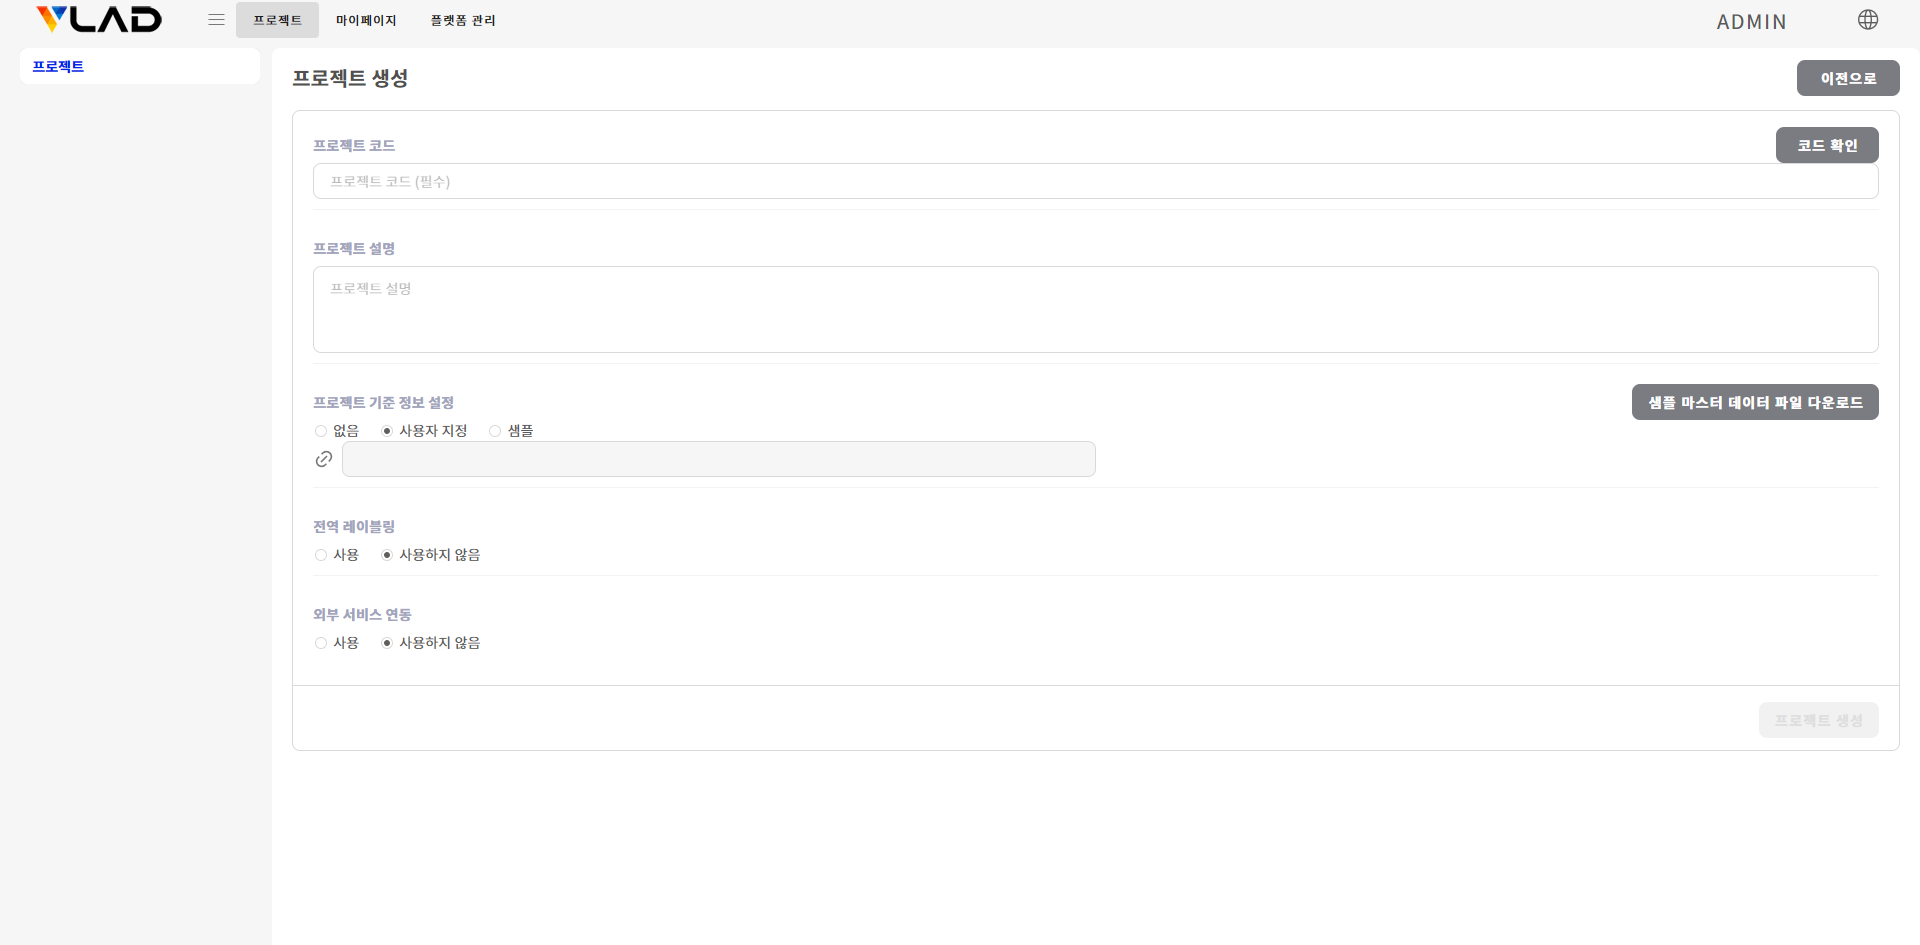 VLAD
프로젝트
마이페이지
플랫폼 관리
ADMIN
프로젝트
프로젝트 생성
이전으로
프로젝트 코드
코드 확인
프로젝트 코드 (필수)
프로젝트 설명
프로젝트 설명
프로젝트 기준 정보 설정
샘플 마스터 데이터 파일 다운로드
없음 사용자 지정 샘플
전역 레이블링
사용 사용하지 않음
외부 서비스 연동
사용 사용하지 않음
프로젝트 생성